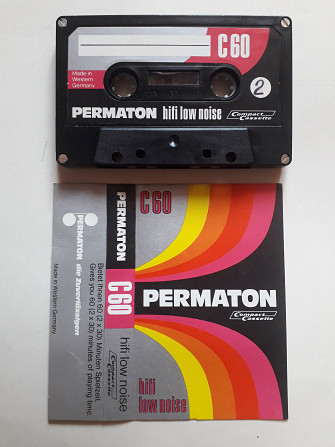 C60
Made in
Western
Germany
2
PERMATON hifi low noise Compact Cassette
C60
PERMATON
Compact Cassette
hifi
low noise
PERMATON C60 hifi low noise Compact Cassette
Bietet Ihnen 60 (2 x 30) Minuten Spielzeit.
Gives you 60 (2 x 30) minutes of playing time.
PERMATON die Zuverlässigen
Made in Western Germany